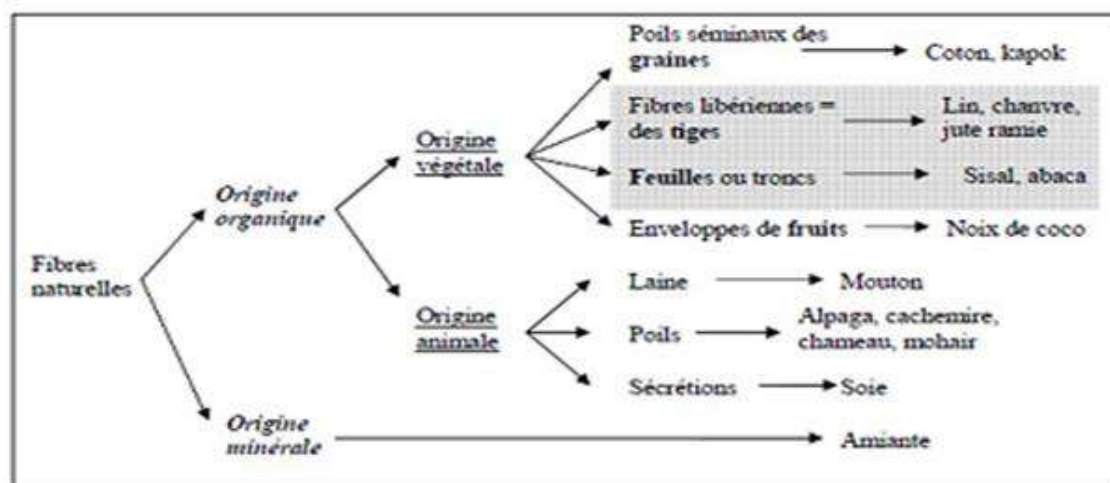 Poils séminaux des
graines
Coton, kapok
Fibres libériennes =
des tiges
Lin, chanvre,
jute ramie
Origine
végétale
Feuilles ou troncs
Sisal, abaca
Origine
organique
Enveloppes de fruits
Noix de coco
Fibres
naturelles
Laine
Mouton
Origine
animale
Poils
Alpaga, cachemire,
chameau, mohair
Sécrétions
Soie
Origine
minérale
Amiante